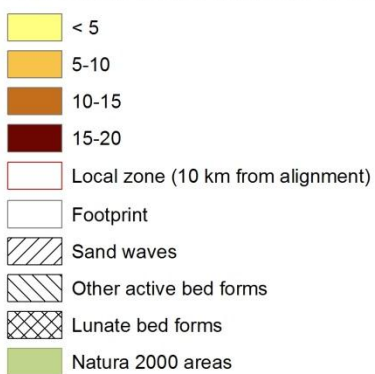 < 5
5-10
10-15
15-20
Local zone (10 km from alignment)
Footprint
Sand waves
Other active bed forms
Lunate bed forms
Natura 2000 areas